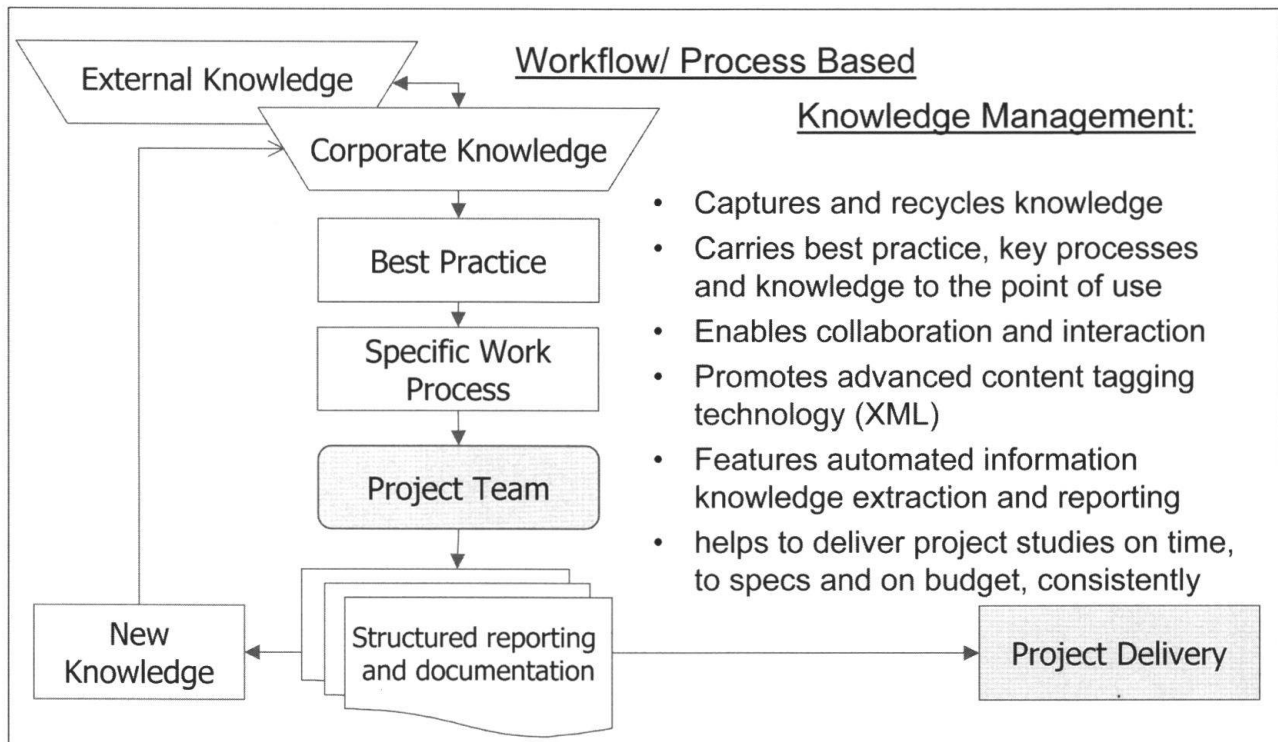 External Knowledge
Workflow/ Process Based
Knowledge Management:
Corporate Knowledge
Best Practice
Specific Work
Process
Project Team
New
Knowledge
Structured reporting
and documentation
Project Delivery
• Captures and recycles knowledge
• Carries best practice, key processes
and knowledge to the point of use
• Enables collaboration and interaction
• Promotes advanced content tagging
technology (XML)
• Features automated information
knowledge extraction and reporting
• helps to deliver project studies on time,
to specs and on budget, consistently